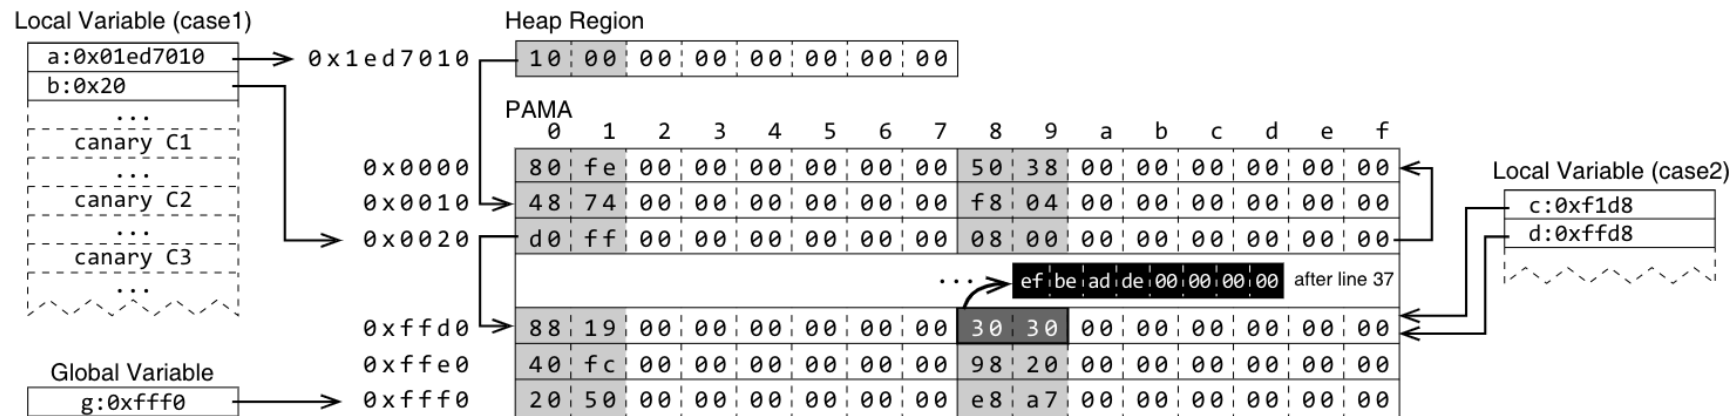 Local Variable (case1)
Heap Region
a:0x01ed7010
0x1ed7010
10 00 00 00 00 00 00 00
b:0x20
...
PAMA
0 1 2 3 4 5 6 7 8 9 a b c d e f
canary C1
...
0x0000
80 fe 00 00 00 00 00 00 50 38 00 00 00 00 00 00
Local Variable (case2)
canary C2
0x0010
48 74 00 00 00 00 00 00 f8 04 00 00 00 00 00 00
c:0xf1d8
...
0x0020
d0 ff 00 00 00 00 00 00 08 00 00 00 00 00 00 00
d:0xffd8
canary C3
...
... ef be ad de 00 00 00 00 after line 37
0xffd0
88 19 00 00 00 00 00 00 30 30 00 00 00 00 00 00
Global Variable
0xffe0
40 fc 00 00 00 00 00 00 98 20 00 00 00 00 00 00
g:0xfff0
0xfff0
20 50 00 00 00 00 00 00 e8 a7 00 00 00 00 00 00